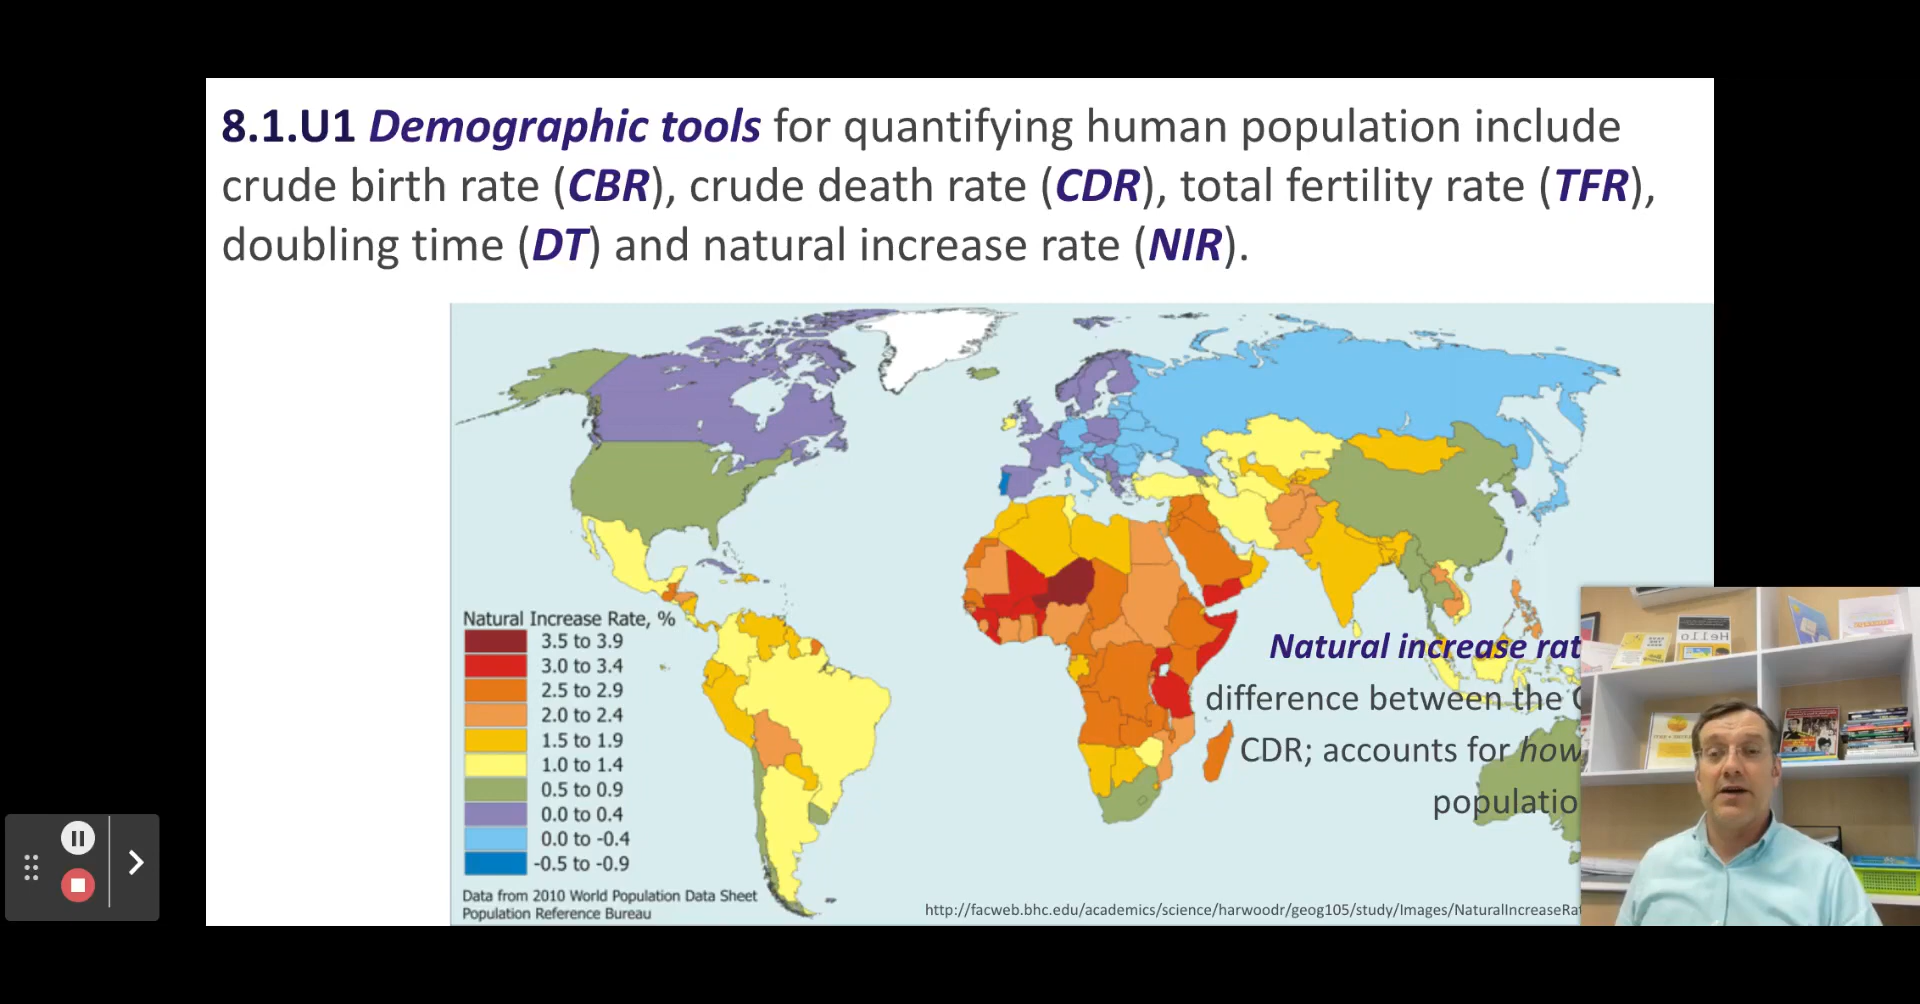 8.1.U1 Demographic tools for quantifying human population include
crude birth rate (CBR), crude death rate (CDR), total fertility rate (TFR),
doubling time (DT) and natural increase rate (NIR).
Natural Increase Rate, %
3.5 to 3.9
3.0 to 3.4
2.5 to 2.9
2.0 to 2.4
1.5 to 1.9
1.0 to 1.4
0.5 to 0.9
0.0 to 0.4
0.0 to -0.4
-0.5 to -0.9
Data from 2010 World Population Data Sheet
Population Reference Bureau
Natural increase rat
difference between the
CDR; accounts for how
populatio
http://facweb.bhc.edu/academics/science/harwoodr/geog105/study/Images/NaturalIncreaseRa
Hello